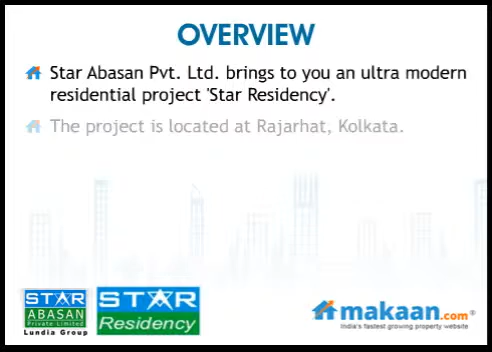 OVERVIEW
Star Abasan Pvt. Ltd. brings to you an ultra modern
residential project 'Star Residency'.
The project is located at Rajarhat, Kolkata.
STAR
ABASAN
Private Limited
Lundia Group
STAR
Residency
makaan.com®
India's fastest growing property website